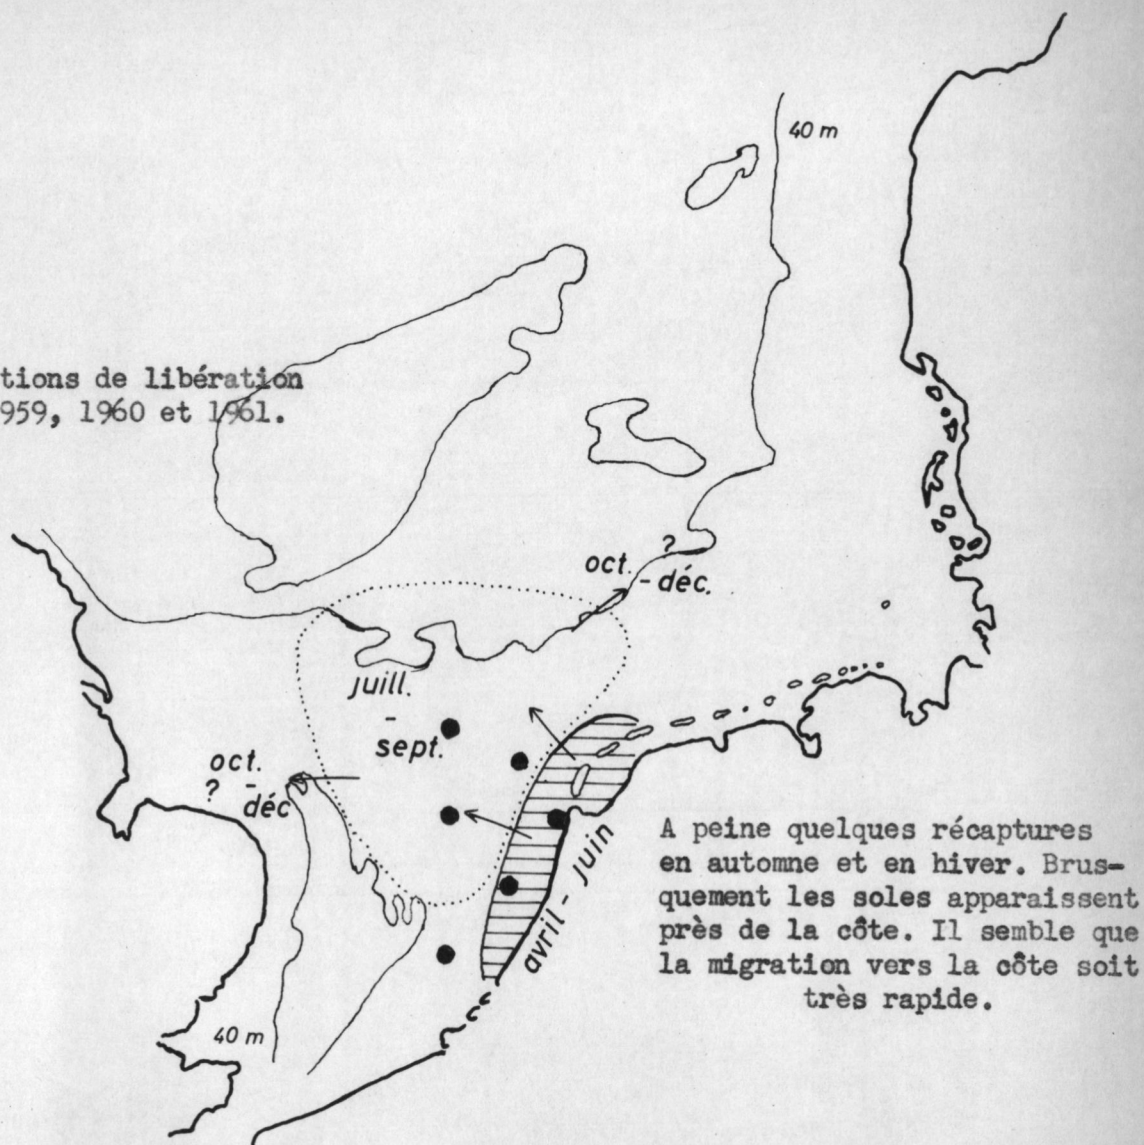 40 m
tions de libération
959, 1960 et 1961.
?
oct.
- déc.
juill.
-
sept.
oct.
? -
déc
avril - juin
A peine quelques récaptures
en automne et en hiver. Brus-
quement les soles apparaissent
près de la côte. Il semble que
la migration vers la côte soit
très rapide.
40 m